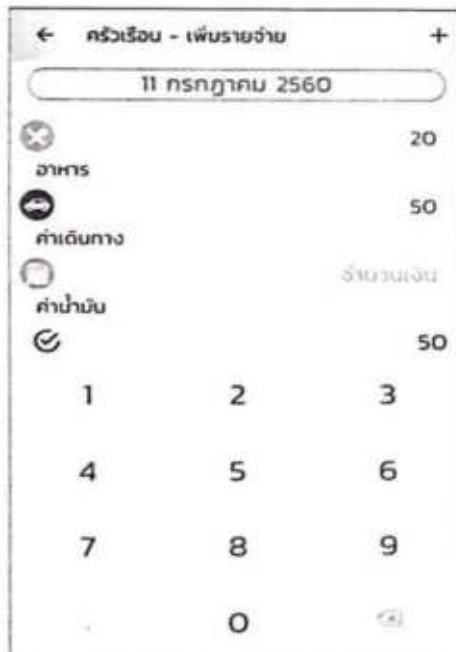 ← ครัวเรือน - เพิ่มรายจ่าย +
11 กรกฎาคม 2560
20
อาหาร
50
ค่าเดินทาง
จำนวนเงิน
ค่าน้ำมัน
50
1 2 3
4 5 6
7 8 9
. 0